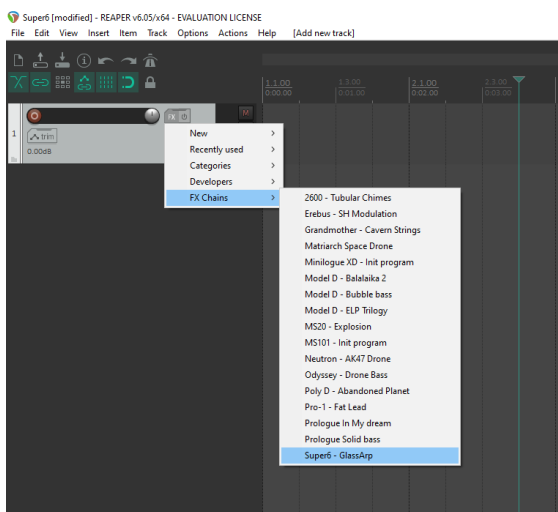 Super6 [modified] - REAPER v6.05/x64 - EVALUATION LICENSE
File Edit View Insert Item Track Options Actions Help [Add new track]
1.1.00 1.3.00 2.1.00 2.3.00
0:00.00 0:01.00 0:02.00 0:03.00
FX M
1 trim
0.00dB
New >
Recently used >
Categories >
Developers >
FX Chains >
2600 - Tubular Chimes
Erebus - SH Modulation
Grandmother - Cavern Strings
Matriarch Space Drone
Minilogue XD - Init program
Model D - Balalaika 2
Model D - Bubble bass
Model D - ELP Trilogy
MS20 - Explosion
MS101 - Init program
Neutron - AK47 Drone
Odyssey - Drone Bass
Poly D - Abandoned Planet
Pro-1 - Fat Lead
Prologue In My dream
Prologue Solid bass
Super6 - GlassArp